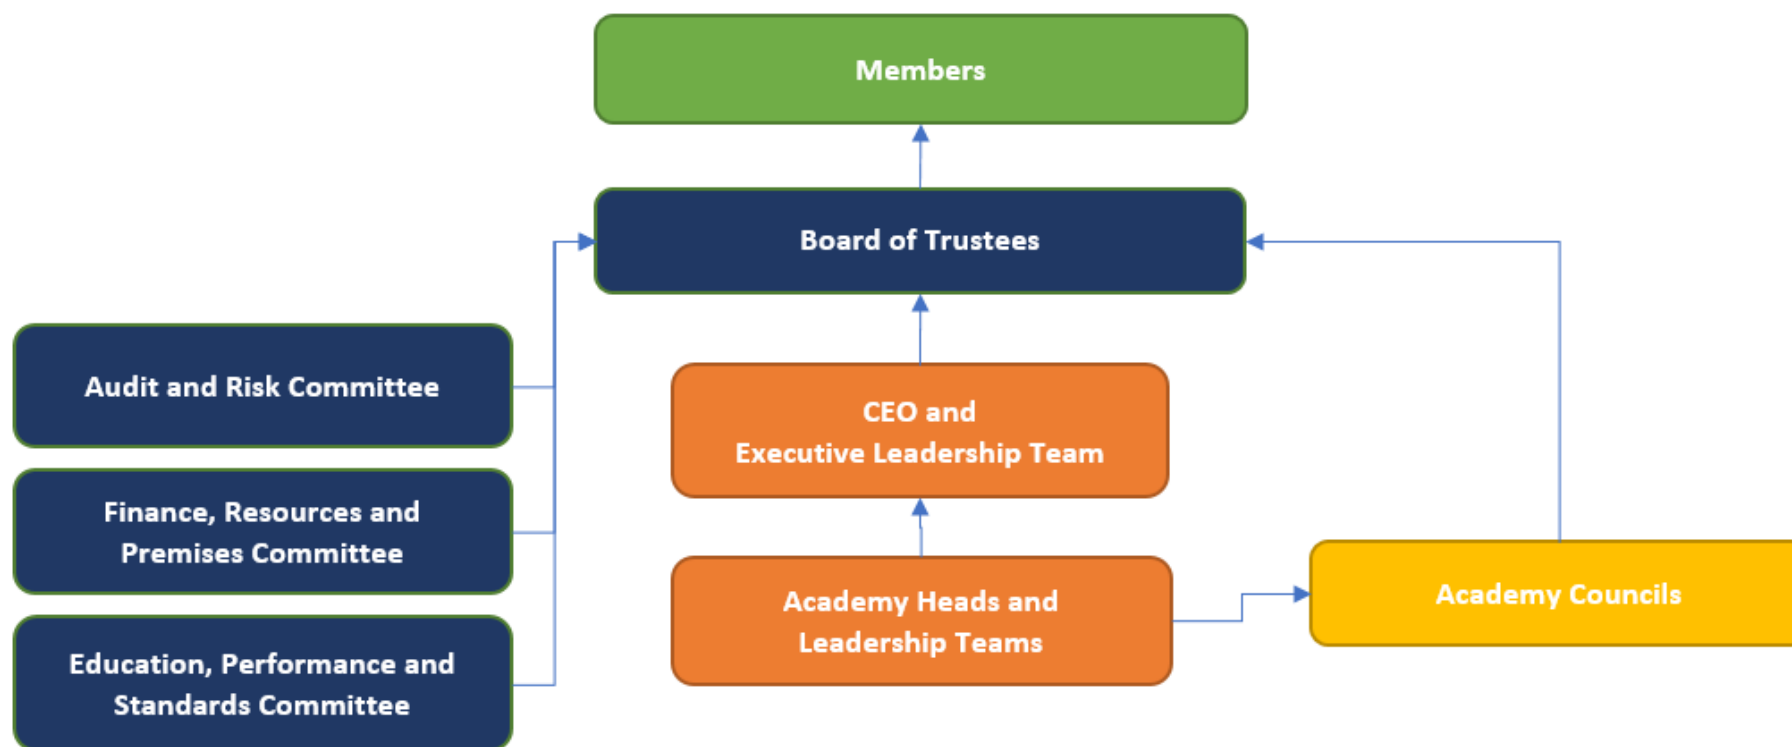 Members
Board of Trustees
Audit and Risk Committee
CEO and
Executive Leadership Team
Finance, Resources and
Premises Committee
Academy Heads and
Leadership Teams
Academy Councils
Education, Performance and
Standards Committee